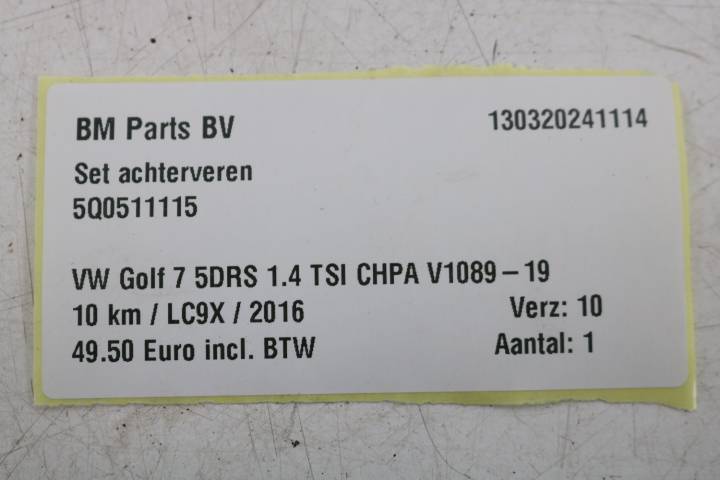 BM Parts BV 130320241114
Set achterveren
5Q0511115
VW Golf 7 5DRS 1.4 TSI CHPA V1089-19
10 km / LC9X / 2016 Verz: 10
49.50 Euro incl. BTW Aantal: 1